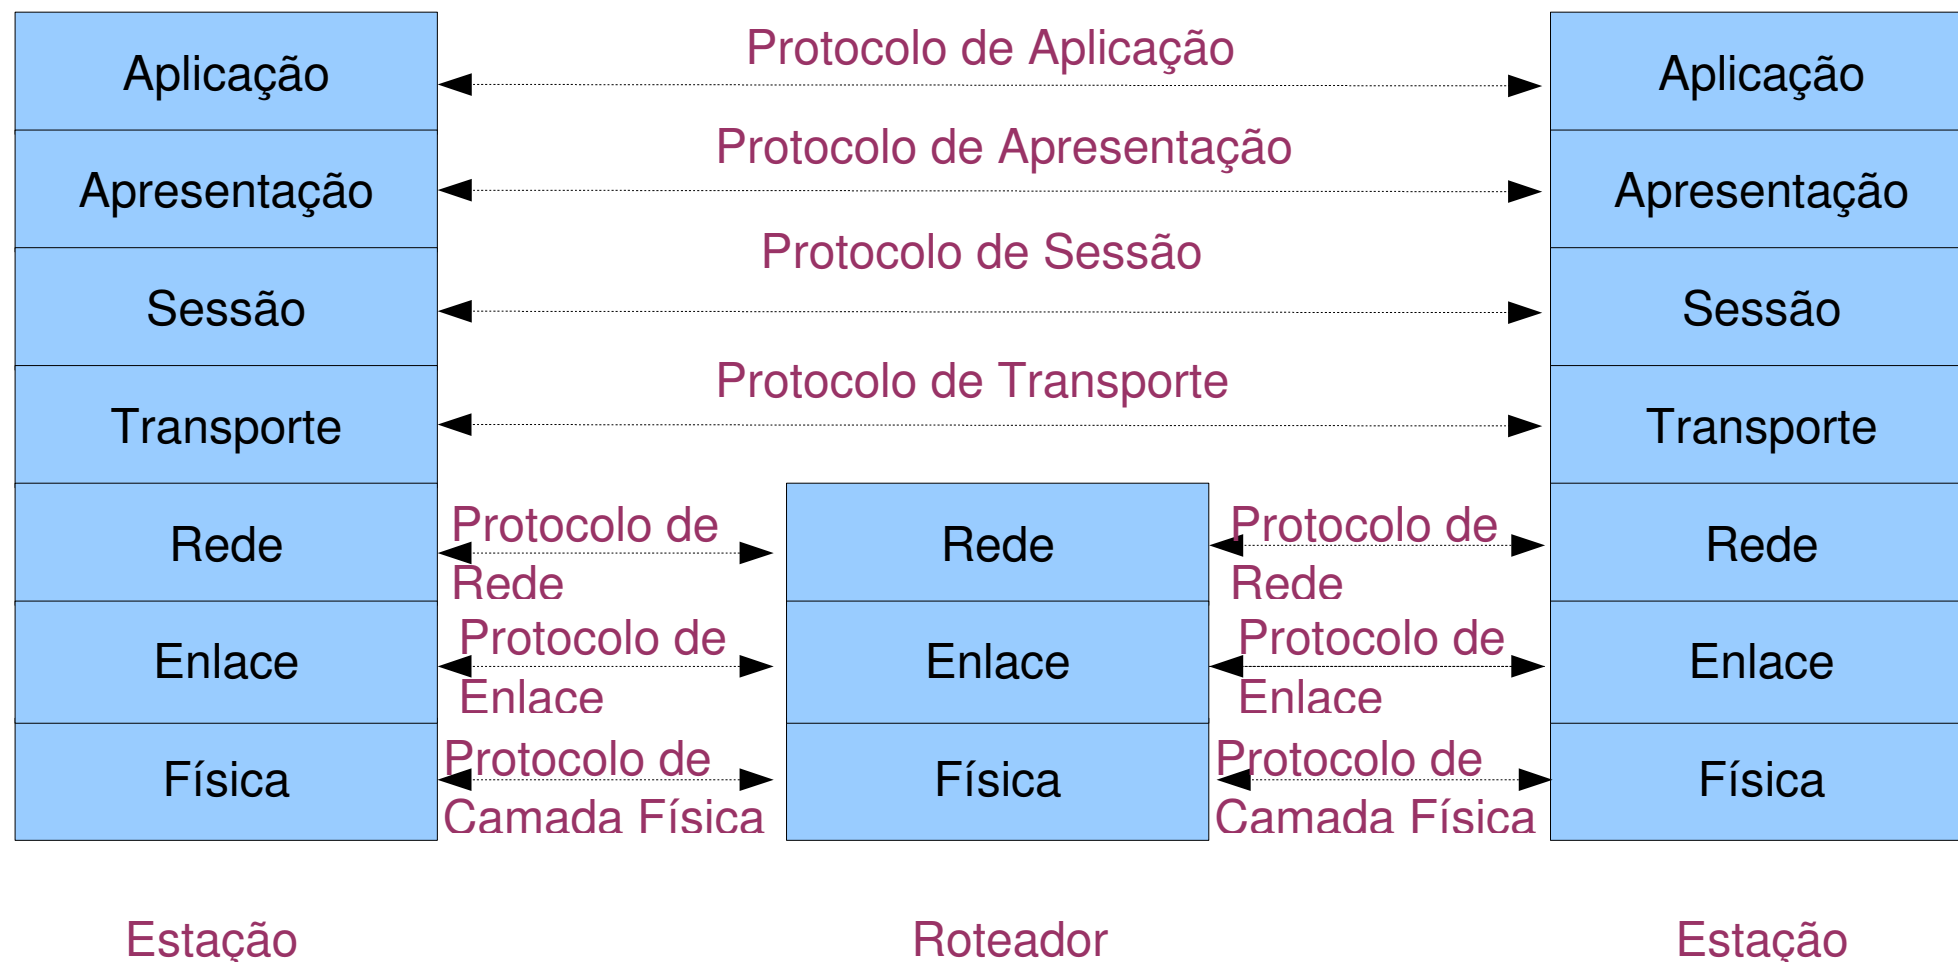 Protocolo de Aplicação
Aplicação
Aplicação
Protocolo de Apresentação
Apresentação
Apresentação
Protocolo de Sessão
Sessão
Sessão
Protocolo de Transporte
Transporte
Transporte
Protocolo de
Rede
Protocolo de
Rede
Rede
Rede
Rede
Protocolo de
Enlace
Protocolo de
Enlace
Enlace
Enlace
Enlace
Protocolo de
Camada Física
Protocolo de
Camada Física
Física
Física
Física
Estação
Roteador
Estação